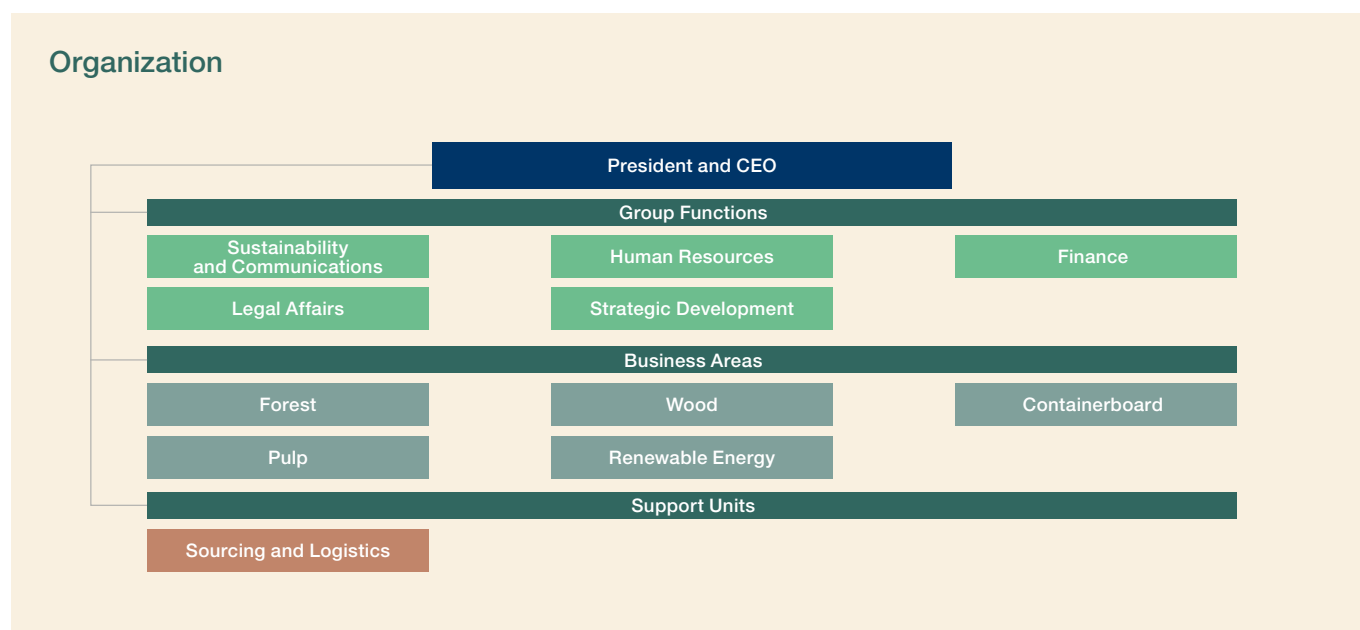 Organization
President and CEO
Group Functions
Sustainability
and Communications
Human Resources
Finance
Legal Affairs
Strategic Development
Business Areas
Forest
Wood
Containerboard
Pulp
Renewable Energy
Support Units
Sourcing and Logistics